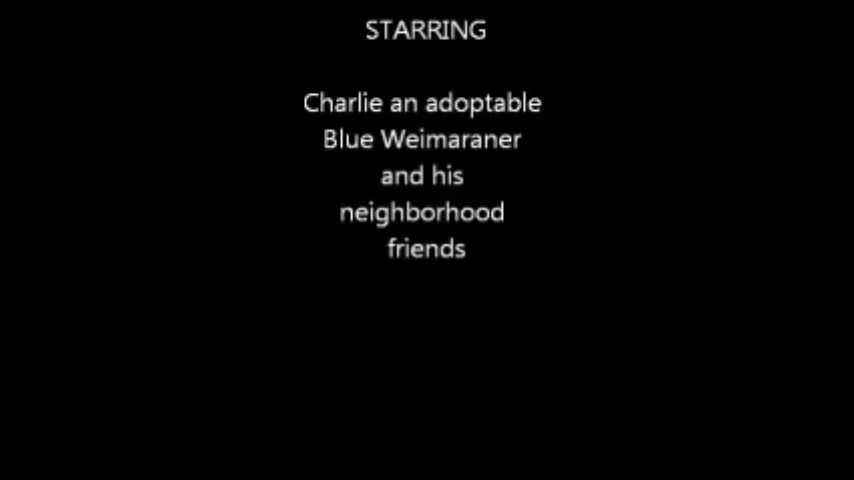 STARRING
Charlie an adoptable
Blue Weimaraner
and his
neighborhood
friends